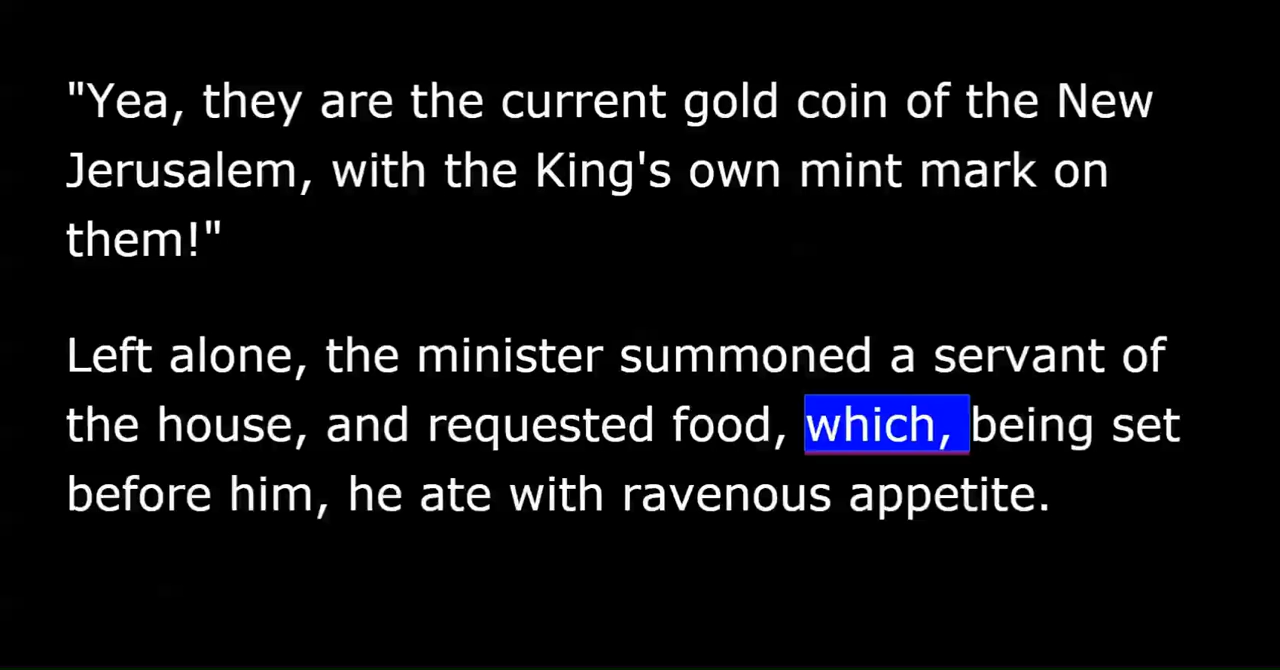 "Yea, they are the current gold coin of the New
Jerusalem, with the King's own mint mark on
them!"
Left alone, the minister summoned a servant of
the house, and requested food, which, being set
before him, he ate with ravenous appetite.